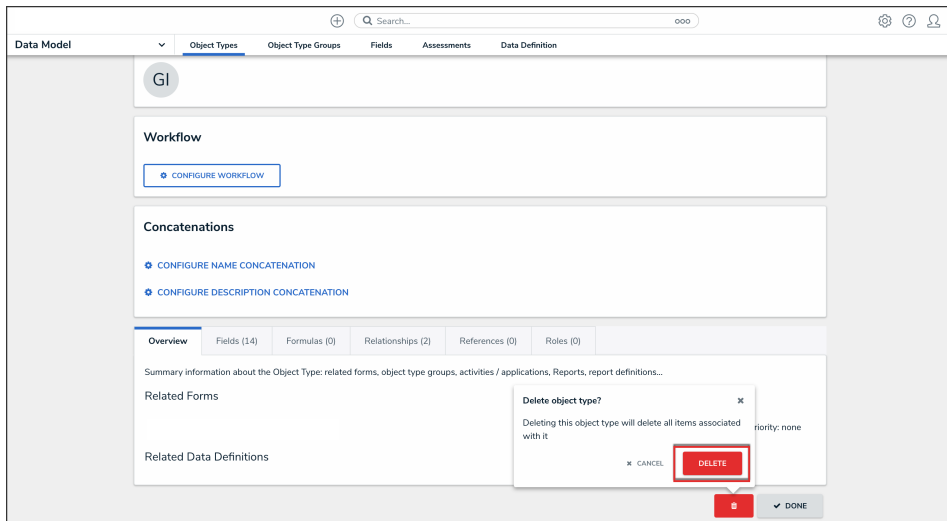 Search...
ooo
Data Model
Object Types
Object Type Groups
Fields
Assessments
Data Definition
GI
Workflow
CONFIGURE WORKFLOW
Concatenations
CONFIGURE NAME CONCATENATION
CONFIGURE DESCRIPTION CONCATENATION
Overview
Fields (14)
Formulas (0)
Relationships (2)
References (0)
Roles (0)
Summary information about the Object Type: related forms, object type groups, activities / applications, Reports, report definitions...
Related Forms
riority: none
Related Data Definitions
Delete object type?
Deleting this object type will delete all items associated
with it
CANCEL
DELETE
DONE